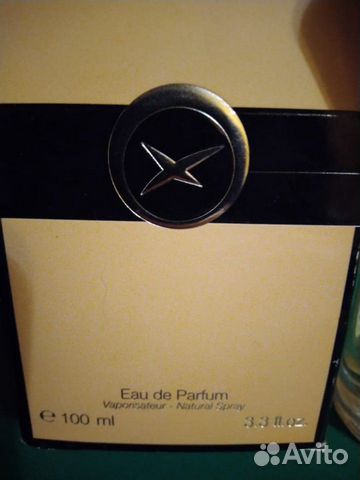 Eau de Parfum
Vaporisateur - Natural Spray
℮ 100 ml 3.3 fl.oz.
Avito